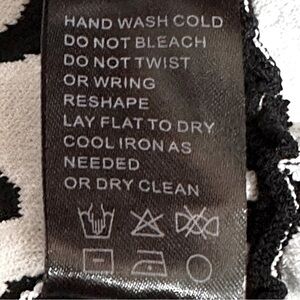 HAND WASH COLD
DO NOT BLEACH
DO NOT TWIST
OR WRING
RESHAPE
LAY FLAT TO DRY
COOL IRON AS
NEEDED
OR DRY CLEAN